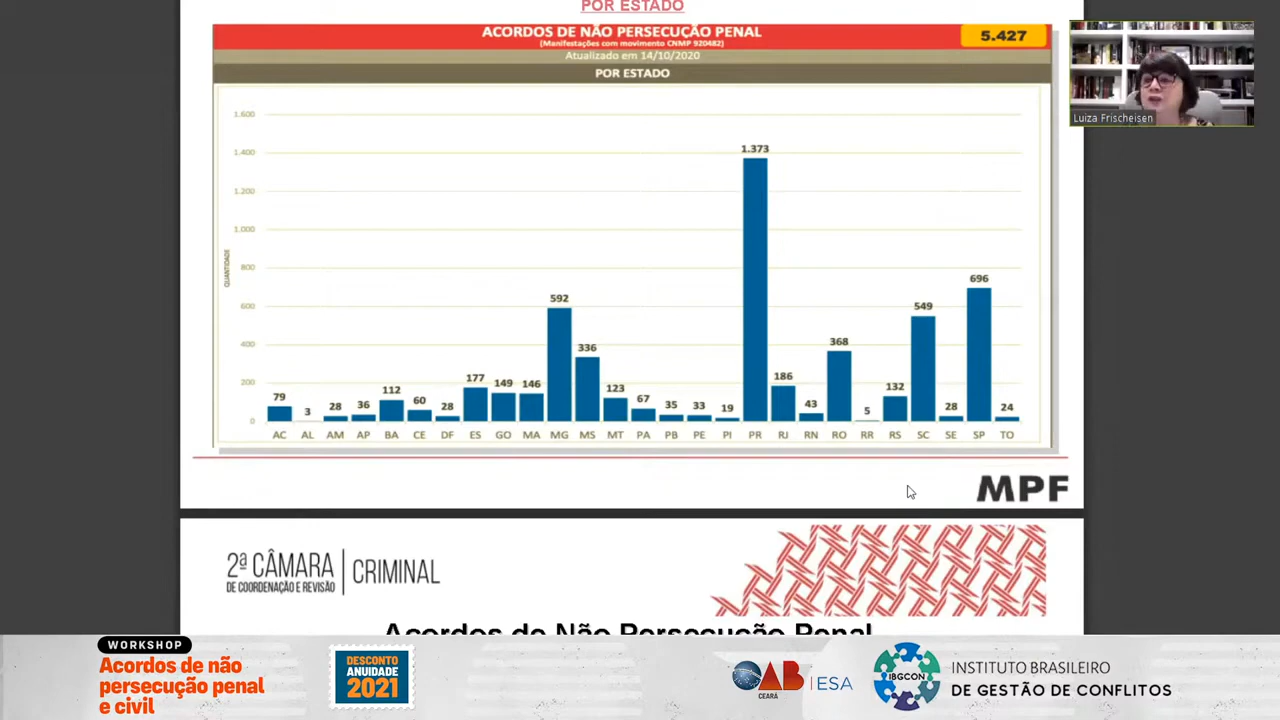 POR ESTADO
ACORDOS DE NÃO PERSECUÇÃO PENAL
(Manifestações com movimento CNMP 920482)
5.427
Atualizado em 14/10/2020
POR ESTADO
QUANTIDADE
1.600
1.400
1.200
1.000
800
600
400
200
0
79
3
28
36
112
60
28
177
149
146
592
336
123
67
35
33
19
1.373
186
43
368
5
132
549
28
696
24
AC AL AM AP BA CE DF ES GO MA MG MS MT PA PB PE PI PR RJ RN RO RR RS SC SE SP TO
Luiza Frischeisen
MPF
2ª CÂMARA
DE COORDENAÇÃO E REVISÃO
CRIMINAL
Acordos de Não Persecução Penal
WORKSHOP
Acordos de não
persecução penal
e civil
DESCONTO
ANUIDADE
2021
OAB
CEARÁ
ESA
IBGCON
INSTITUTO BRASILEIRO
DE GESTÃO DE CONFLITOS